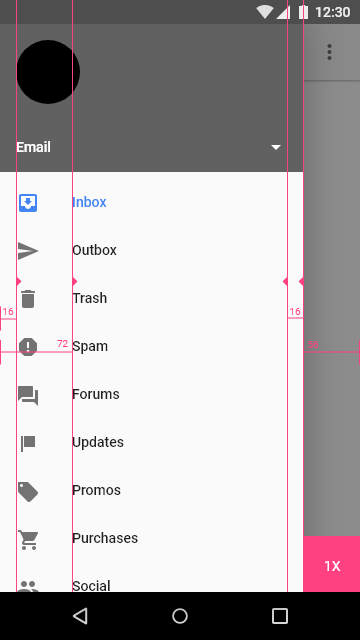 12:30
Email
Inbox
Outbox
Trash
16
16
Spam
72
Forums
Updates
Promos
Purchases
1X
Social